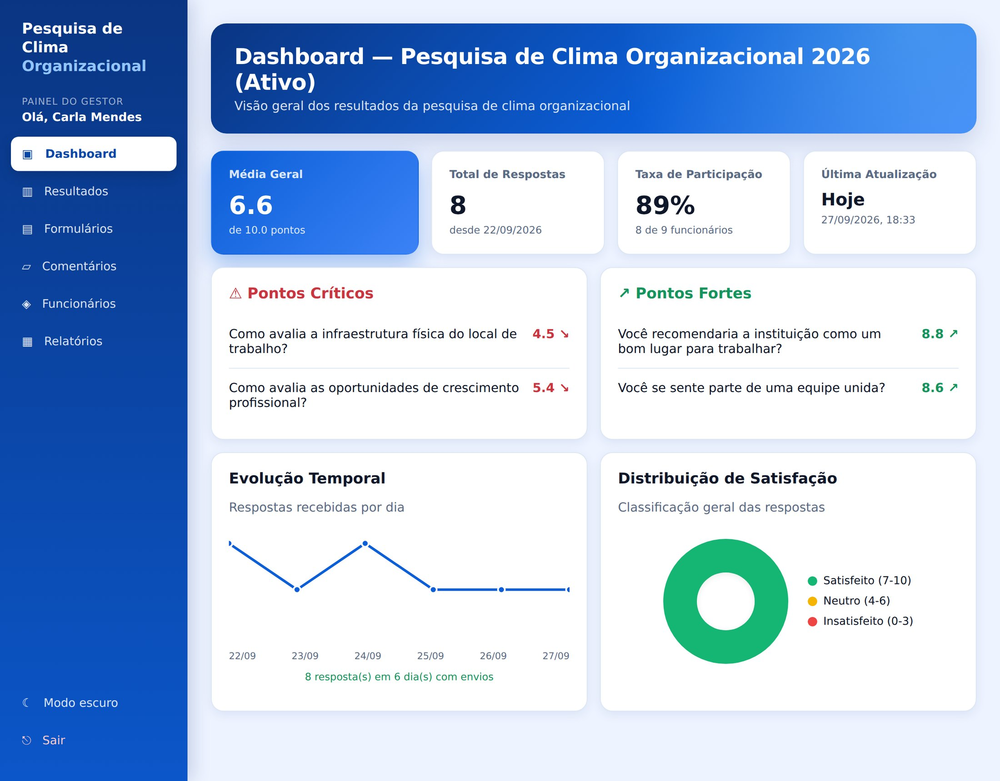 Pesquisa de
Clima
Organizacional
PAINEL DO GESTOR
Olá, Carla Mendes
Dashboard
Resultados
Formulários
Comentários
Funcionários
Relatórios
Modo escuro
Sair
Dashboard — Pesquisa de Clima Organizacional 2026
(Ativo)
Visão geral dos resultados da pesquisa de clima organizacional
Média Geral
6.6
de 10.0 pontos
Total de Respostas
8
desde 22/09/2026
Taxa de Participação
89%
8 de 9 funcionários
Última Atualização
Hoje
27/09/2026, 18:33
⚠ Pontos Críticos
Como avalia a infraestrutura física do local de 4.5 ↘
trabalho?
Como avalia as oportunidades de crescimento 5.4 ↘
profissional?
↗ Pontos Fortes
Você recomendaria a instituição como um 8.8 ↗
bom lugar para trabalhar?
Você se sente parte de uma equipe unida? 8.6 ↗
Evolução Temporal
Respostas recebidas por dia
22/09 23/09 24/09 25/09 26/09 27/09
8 resposta(s) em 6 dia(s) com envios
Distribuição de Satisfação
Classificação geral das respostas
Satisfeito (7-10)
Neutro (4-6)
Insatisfeito (0-3)